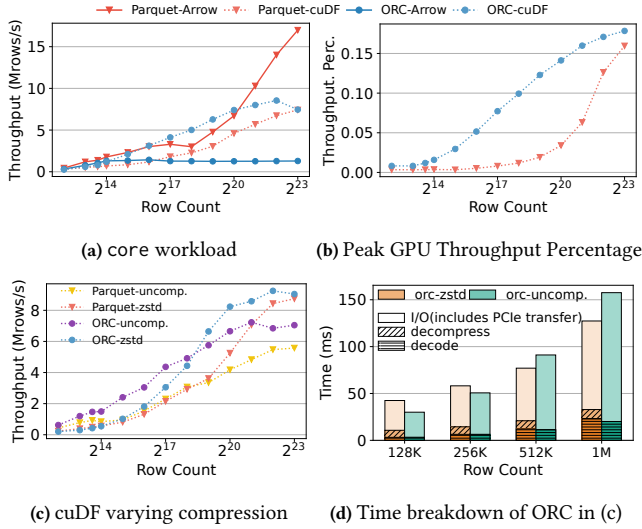 Parquet-Arrow Parquet-cuDF ORC-Arrow ORC-cuDF
Throughput (Mrows/s)
15
10
5
0
2^14 2^17 2^20 2^23
Row Count
(a) core workload
Throughput. Perc.
0.15
0.10
0.05
0.00
2^14 2^17 2^20 2^23
Row Count
(b) Peak GPU Throughput Percentage
Throughput (Mrows/s)
8
6
4
2
0
Parquet-uncomp.
Parquet-zstd
ORC-uncomp.
ORC-zstd
2^14 2^17 2^20 2^23
Row Count
(c) cuDF varying compression
Time (ms)
150
100
50
0
orc-zstd orc-uncomp.
I/O(includes PCIe transfer)
decompress
decode
128K 256K 512K 1M
Row Count
(d) Time breakdown of ORC in (c)